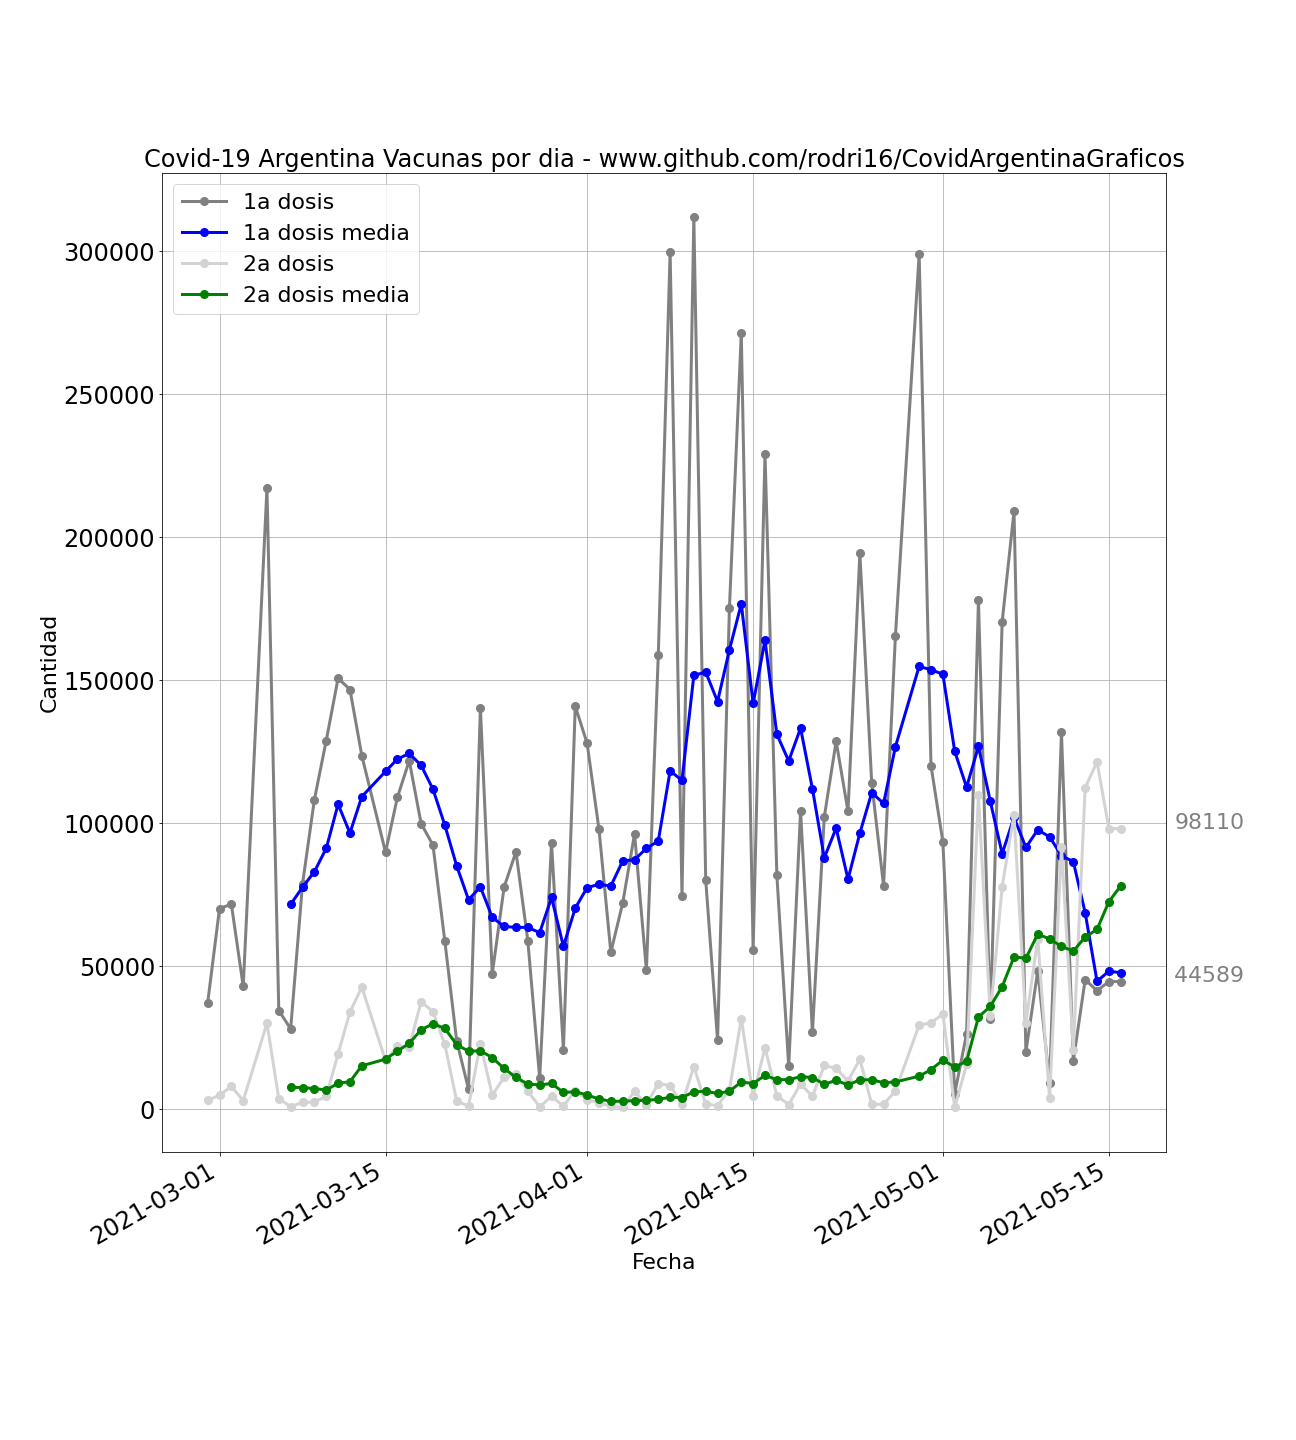 Covid-19 Argentina Vacunas por dia - www.github.com/rodri16/CovidArgentinaGraficos
1a dosis
1a dosis media
2a dosis
2a dosis media
300000
250000
200000
150000
100000
50000
0
Cantidad
98110
44589
2021-03-01
2021-03-15
2021-04-01
2021-04-15
2021-05-01
2021-05-15
Fecha